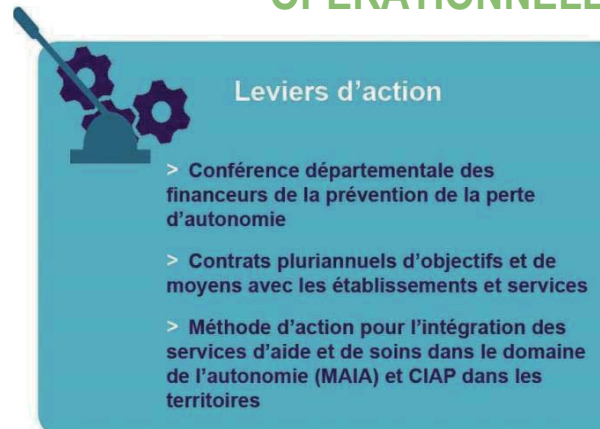 OPÉRATIONNELLE
Leviers d’action
> Conférence départementale des
financeurs de la prévention de la perte
d’autonomie
> Contrats pluriannuels d’objectifs et de
moyens avec les établissements et services
> Méthode d’action pour l’intégration des
services d’aide et de soins dans le domaine
de l’autonomie (MAIA) et CIAP dans les
territoires